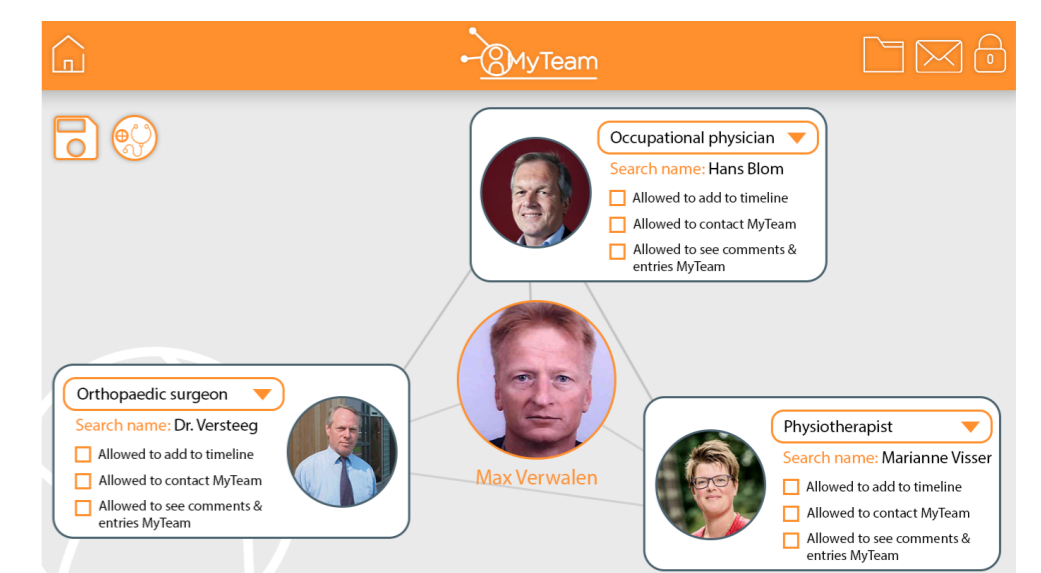 MyTeam
Occupational physician
Search name: Hans Blom
Allowed to add to timeline
Allowed to contact MyTeam
Allowed to see comments &
entries MyTeam
Orthopaedic surgeon
Search name: Dr. Versteeg
Allowed to add to timeline
Allowed to contact MyTeam
Allowed to see comments &
entries MyTeam
Max Verwalen
Physiotherapist
Search name: Marianne Visser
Allowed to add to timeline
Allowed to contact MyTeam
Allowed to see comments &
entries MyTeam